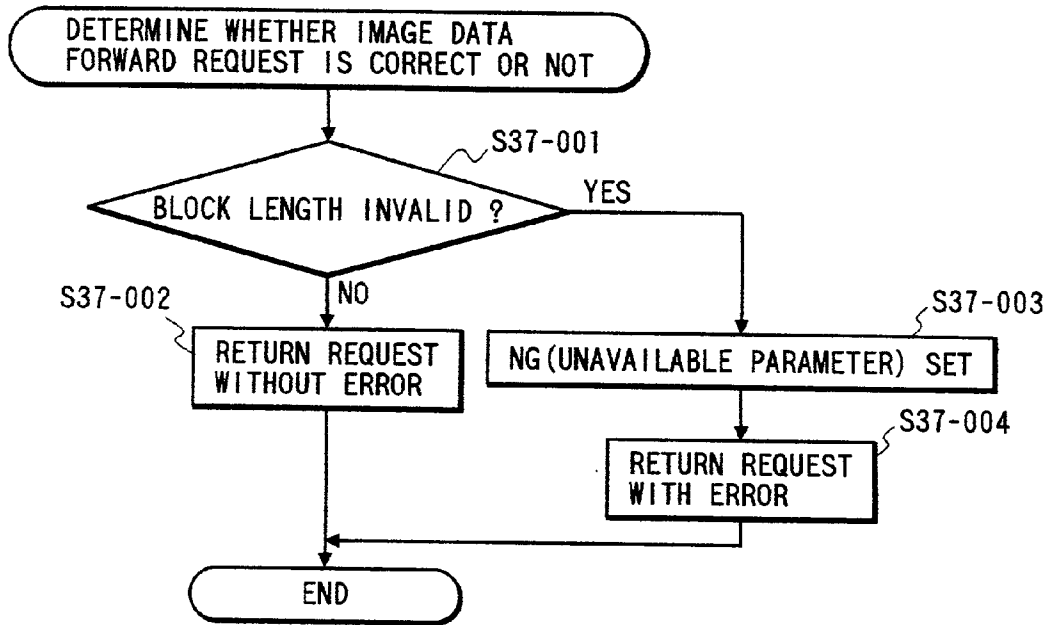 DETERMINE WHETHER IMAGE DATA
FORWARD REQUEST IS CORRECT OR NOT
S37-001
BLOCK LENGTH INVALID ?
YES
NO
S37-002
RETURN REQUEST
WITHOUT ERROR
S37-003
NG(UNAVAILABLE PARAMETER) SET
S37-004
RETURN REQUEST
WITH ERROR
END